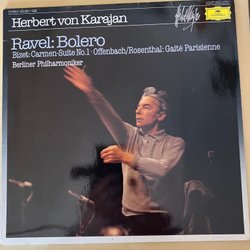 Herbert von Karajan
Ravel: Bolero
Bizet: Carmen-Suite No. 1 · Offenbach/Rosenthal: Gaîté Parisienne
Berliner Philharmoniker